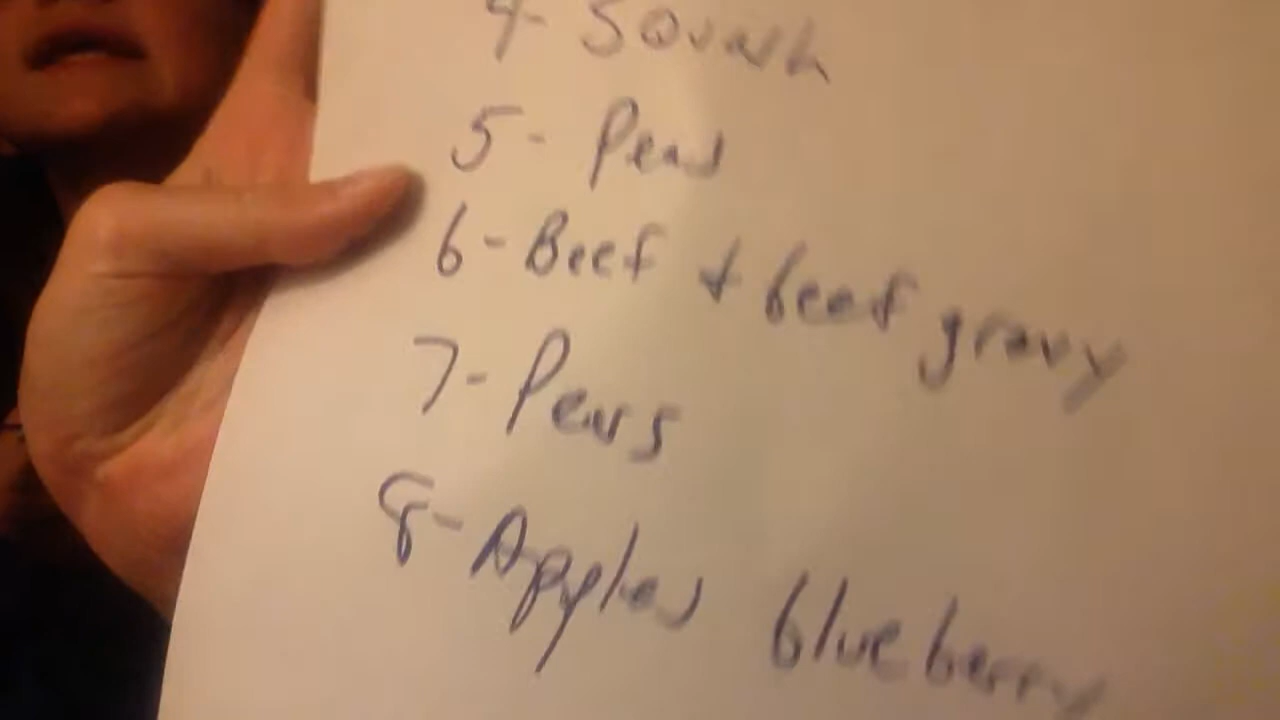 4- Squash
5- Peas
6- Beef + beef gravy
7- Pears
8- Apples blueberry